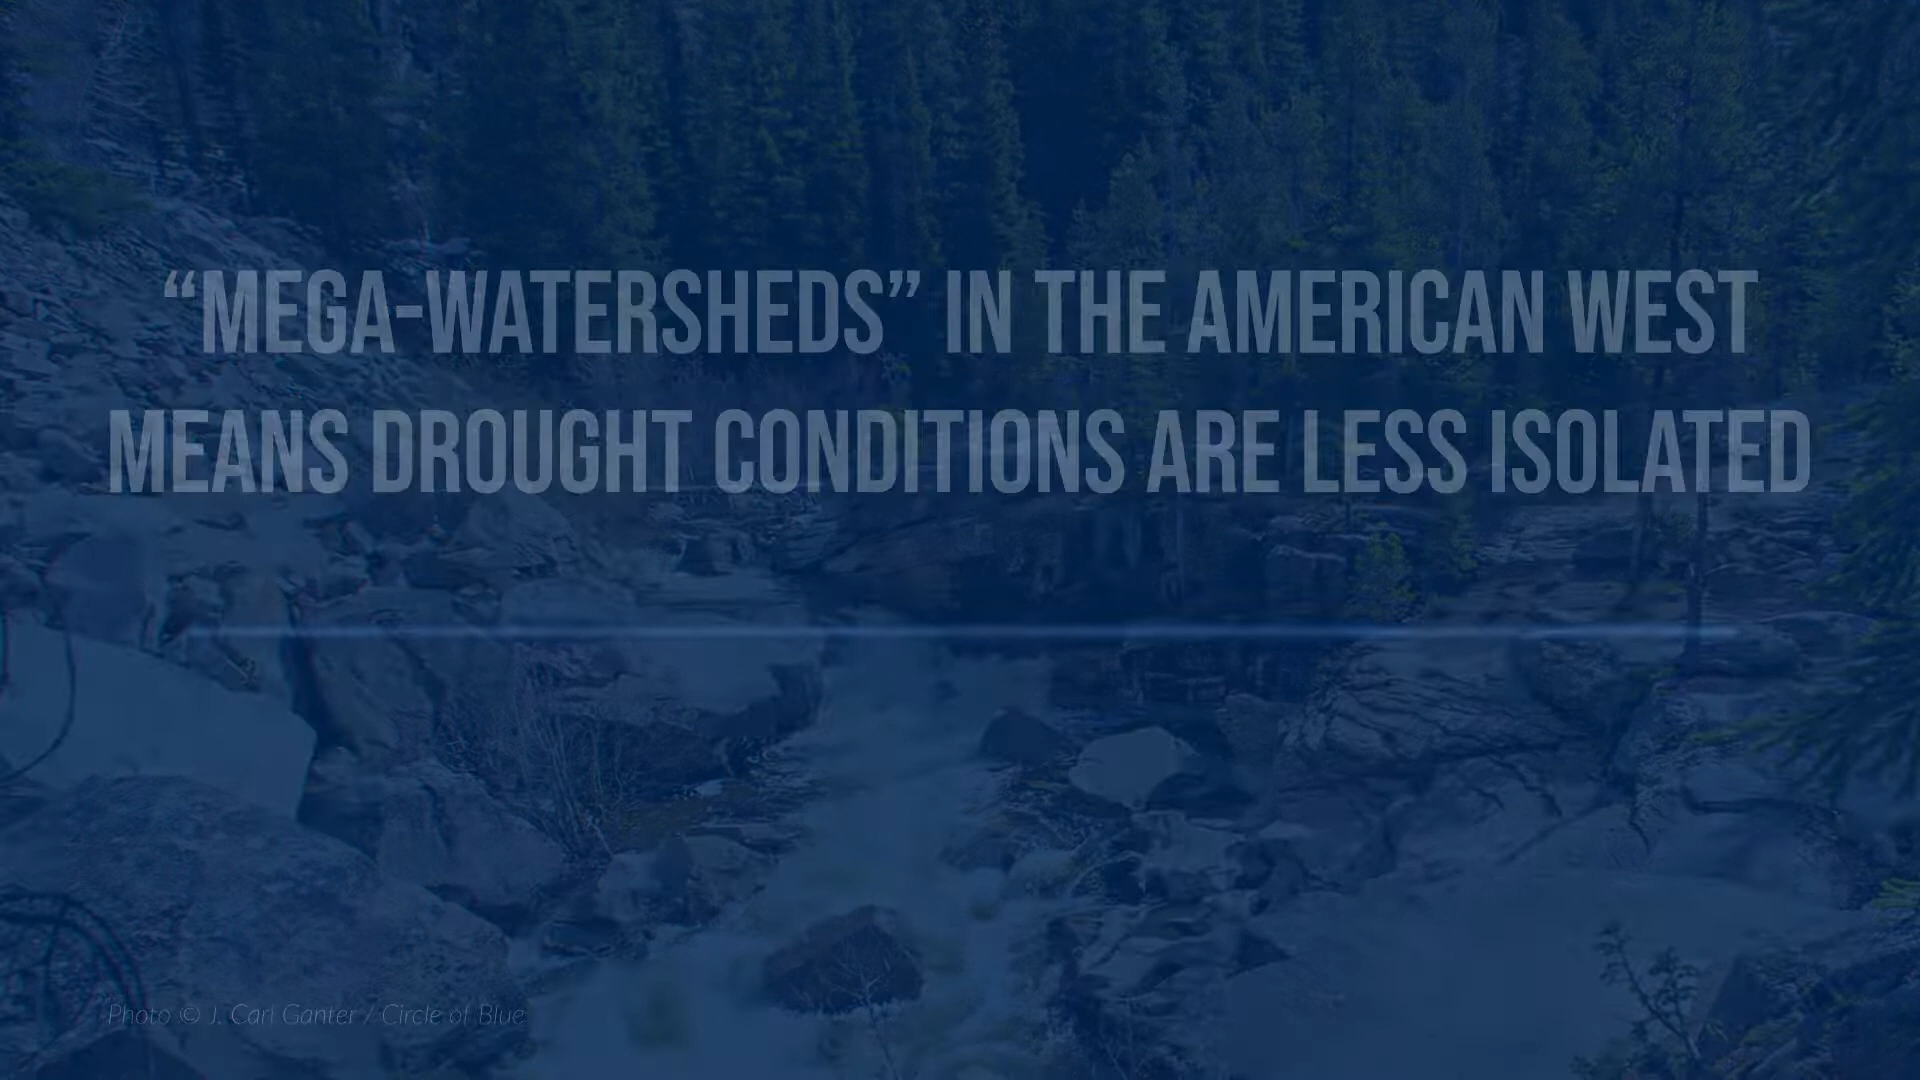 “MEGA-WATERSHEDS” IN THE AMERICAN WEST
MEANS DROUGHT CONDITIONS ARE LESS ISOLATED
Photo © J. Carl Ganter / Circle of Blue